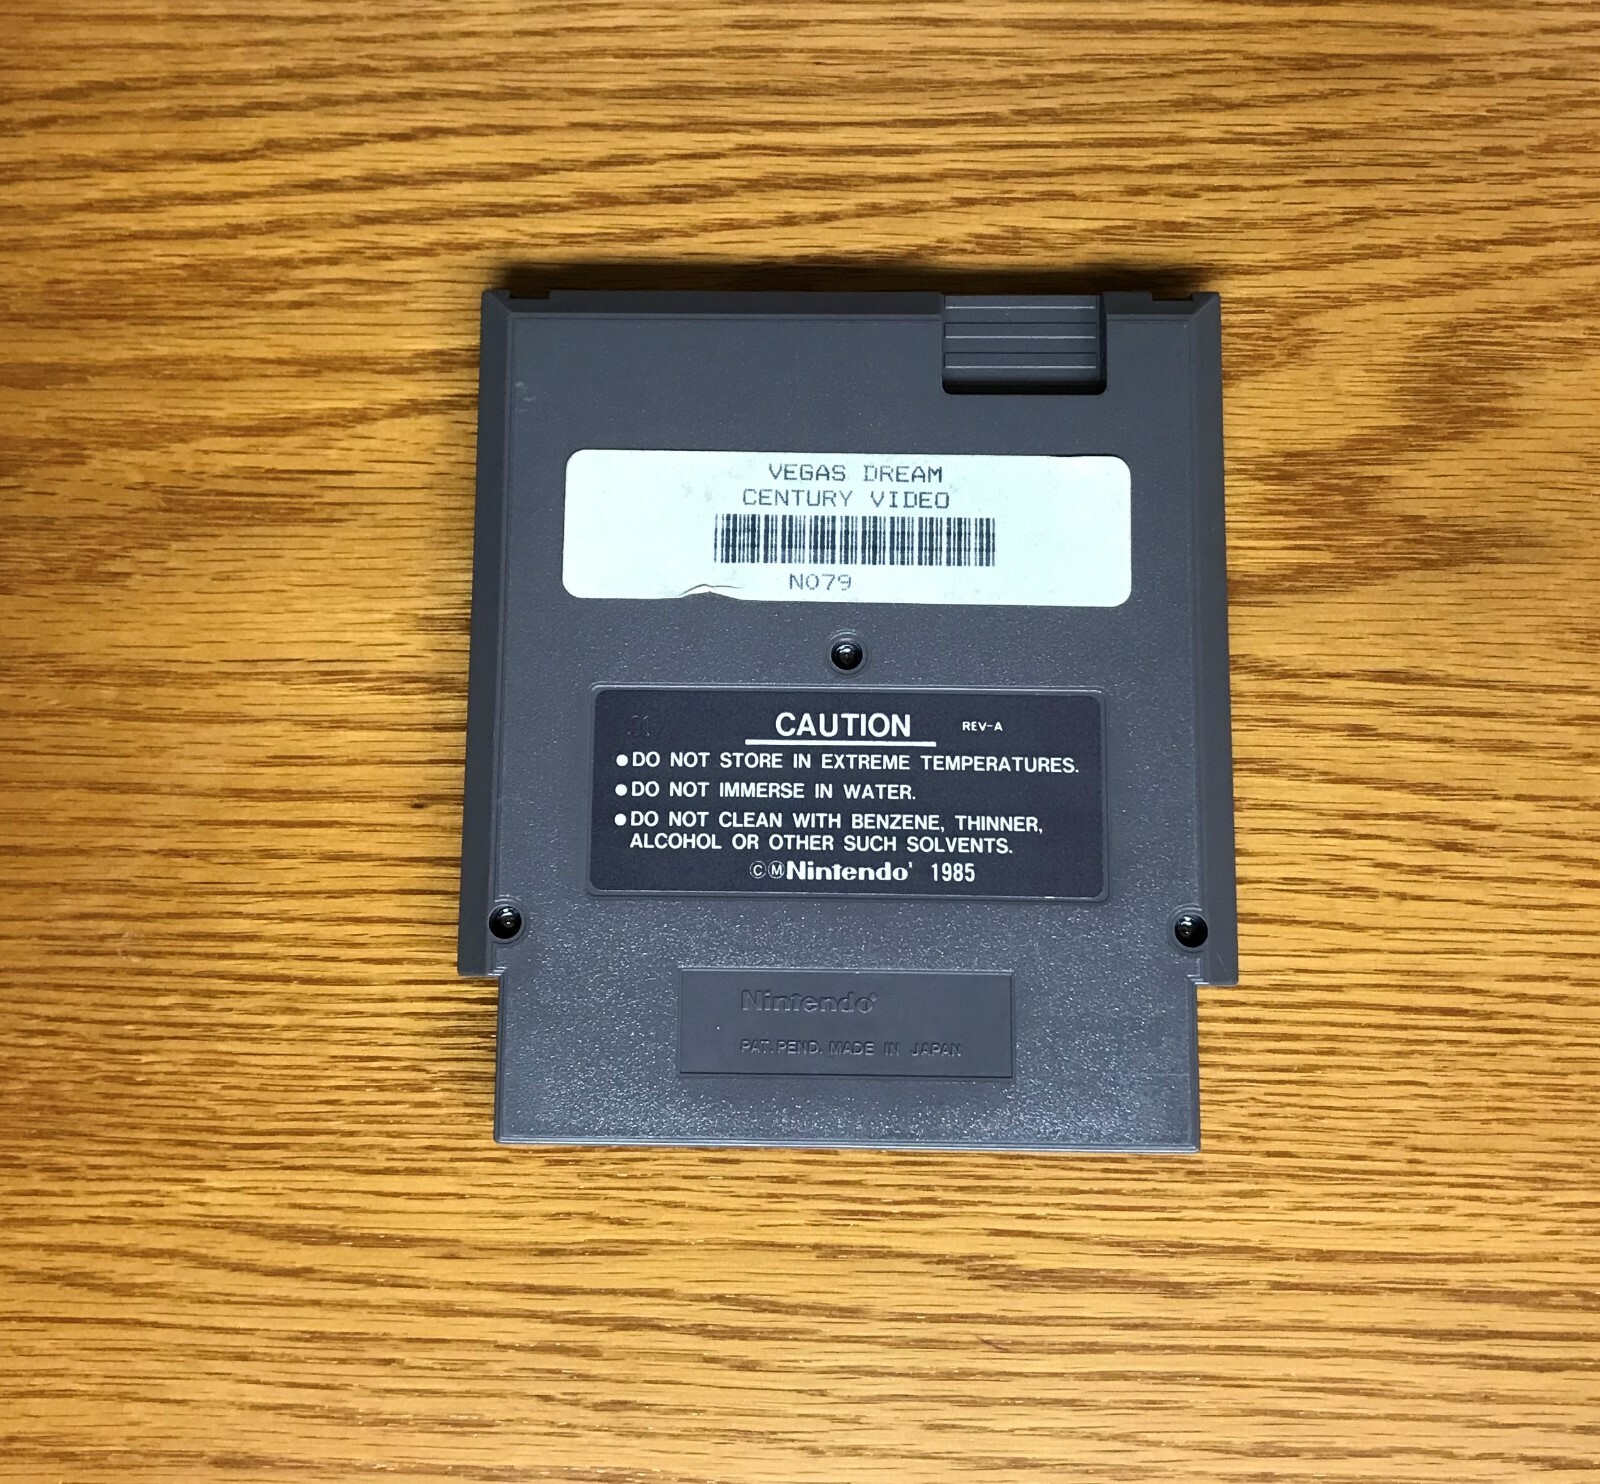 VEGAS DREAM
CENTURY VIDEO
N079
CAUTION REV-A
●DO NOT STORE IN EXTREME TEMPERATURES.
●DO NOT IMMERSE IN WATER.
●DO NOT CLEAN WITH BENZENE, THINNER,
ALCOHOL OR OTHER SUCH SOLVENTS.
©ⓂNintendo® 1985
Nintendo®
PAT. PEND. MADE IN JAPAN